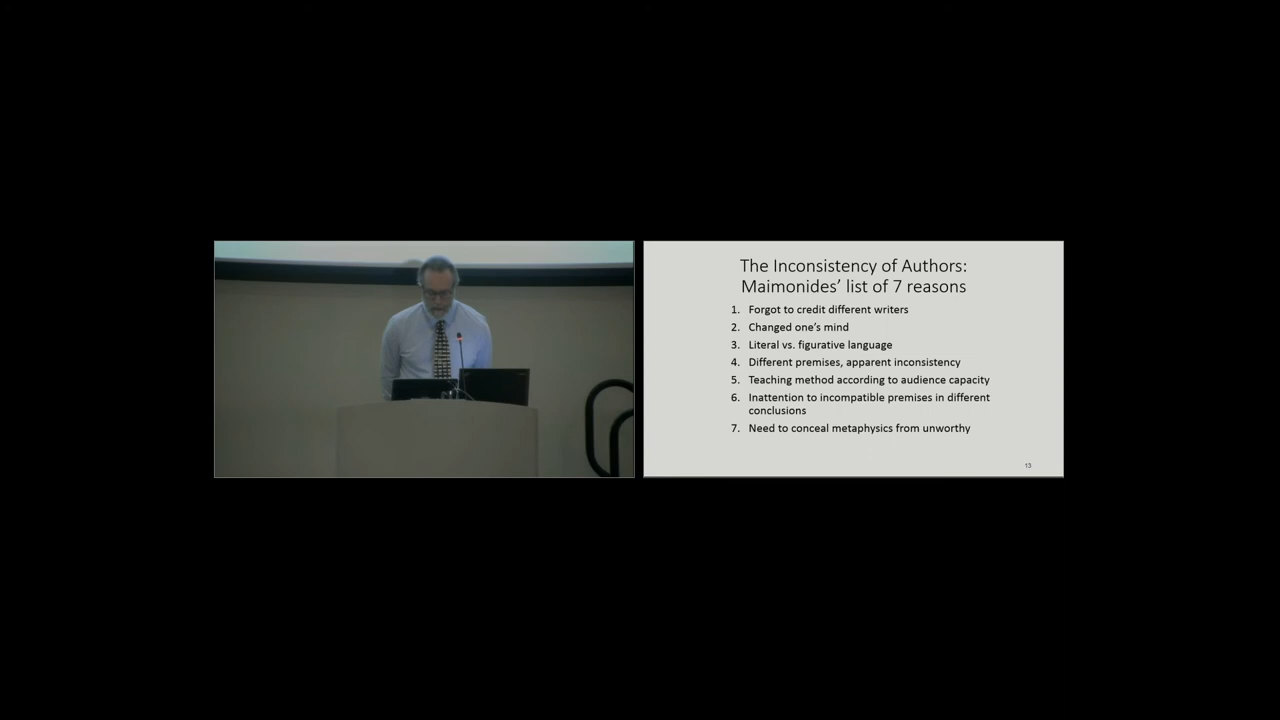 The Inconsistency of Authors:
Maimonides’ list of 7 reasons
1. Forgot to credit different writers
2. Changed one’s mind
3. Literal vs. figurative language
4. Different premises, apparent inconsistency
5. Teaching method according to audience capacity
6. Inattention to incompatible premises in different
conclusions
7. Need to conceal metaphysics from unworthy
13